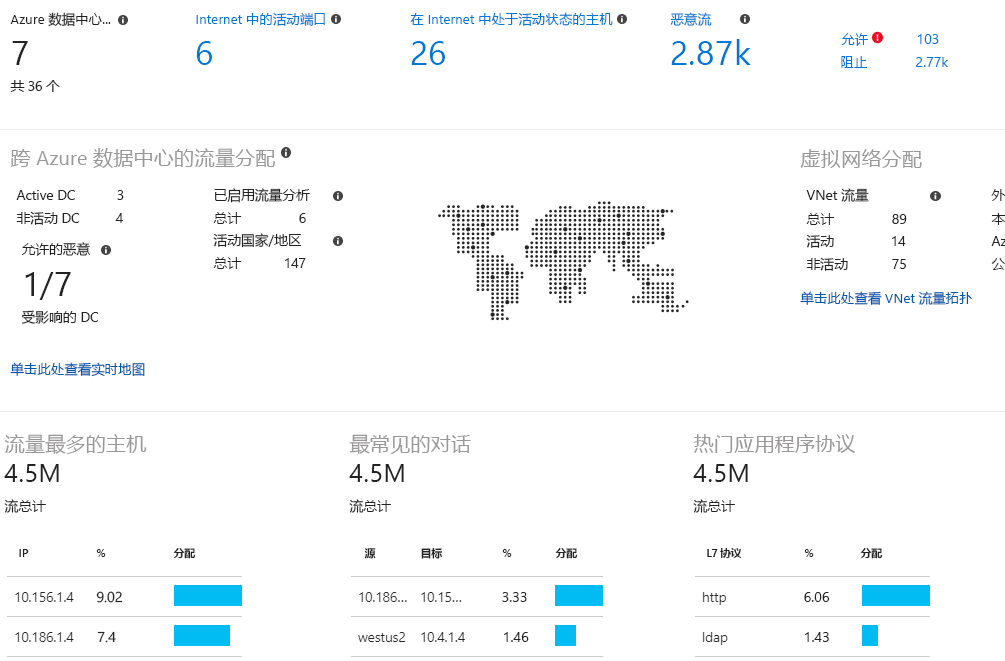 Azure 数据中心...
7
共 36 个
Internet 中的活动端口
6
在 Internet 中处于活动状态的主机
26
恶意流
2.87k
允许 103
阻止 2.77k
跨 Azure 数据中心的流量分配
Active DC 3
非活动 DC 4
允许的恶意
1/7
受影响的 DC
单击此处查看实时地图
已启用流量分析
总计 6
活动国家/地区
总计 147
虚拟网络分配
VNet 流量
总计 89
活动 14
非活动 75
单击此处查看 VNet 流量拓扑
外
本
Az
公
流量最多的主机
4.5M
流总计
IP % 分配
10.156.1.4 9.02
10.186.1.4 7.4
最常见的对话
4.5M
流总计
源 目标 % 分配
10.186... 10.15... 3.33
westus2 10.4.1.4 1.46
热门应用程序协议
4.5M
流总计
L7 协议 % 分配
http 6.06
ldap 1.43